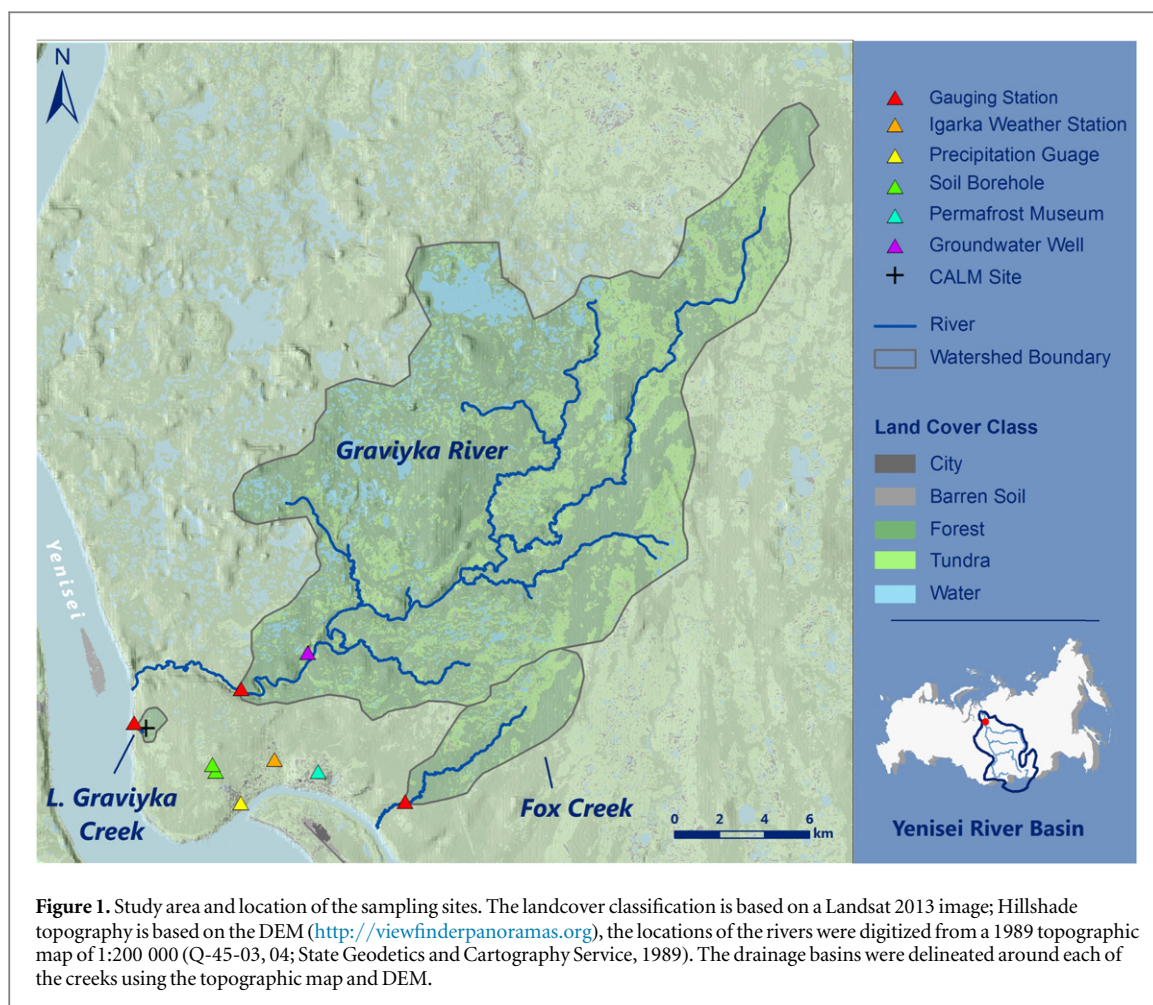 N
Graviyka River
Yenisei
L. Graviyka
Creek
Fox Creek
0 2 4 6
km
Gauging Station
Igarka Weather Station
Precipitation Guage
Soil Borehole
Permafrost Museum
Groundwater Well
CALM Site
River
Watershed Boundary
Land Cover Class
City
Barren Soil
Forest
Tundra
Water
Yenisei River Basin
Figure 1. Study area and location of the sampling sites. The landcover classification is based on a Landsat 2013 image; Hillshade
topography is based on the DEM (http://viewfinderpanoramas.org), the locations of the rivers were digitized from a 1989 topographic
map of 1:200 000 (Q-45-03, 04; State Geodetics and Cartography Service, 1989). The drainage basins were delineated around each of
the creeks using the topographic map and DEM.